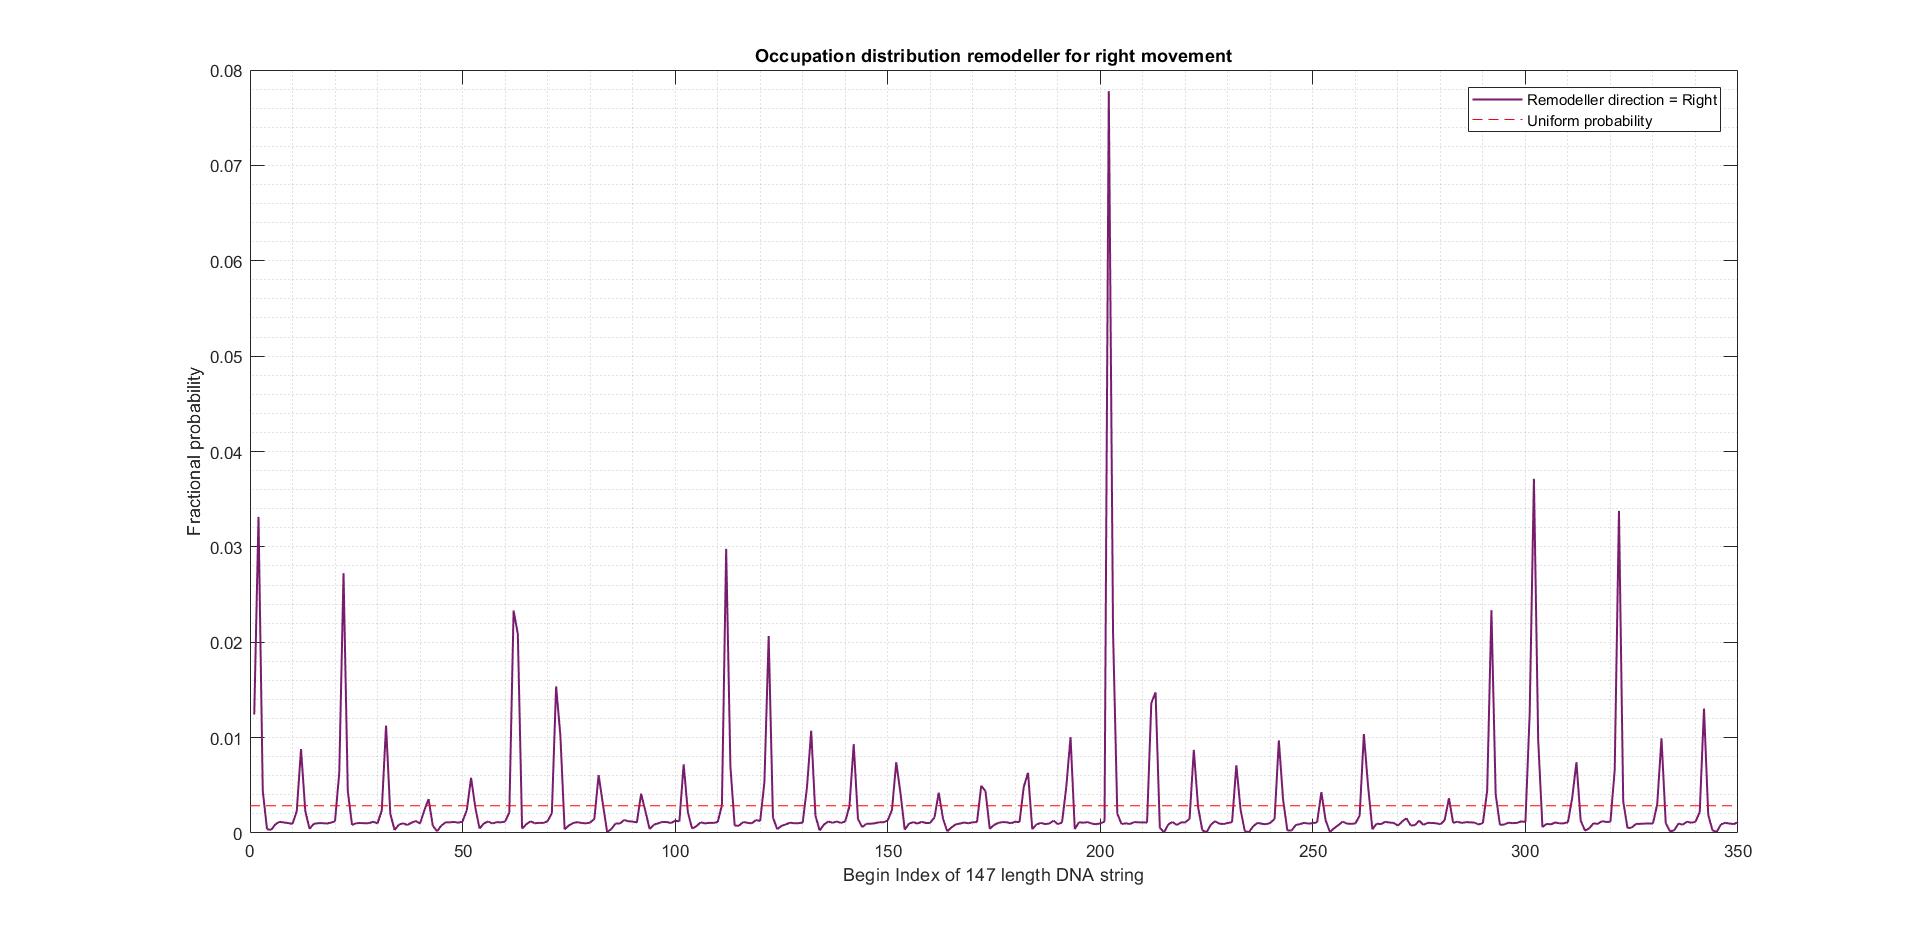 Occupation distribution remodeller for right movement
0.08
0.07
0.06
0.05
0.04
0.03
0.02
0.01
0
Fractional probability
Remodeller direction = Right
Uniform probability
0 50 100 150 200 250 300 350
Begin Index of 147 length DNA string